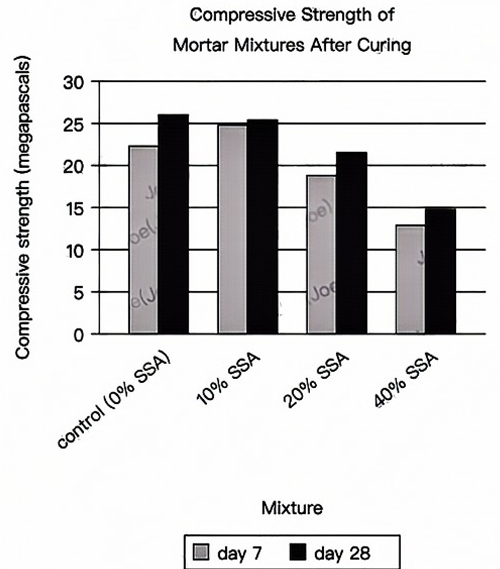 Compressive Strength of
Mortar Mixtures After Curing
Compressive strength (megapascals)
30
25
20
15
10
5
0
control (0% SSA)
10% SSA
20% SSA
40% SSA
Mixture
day 7
day 28